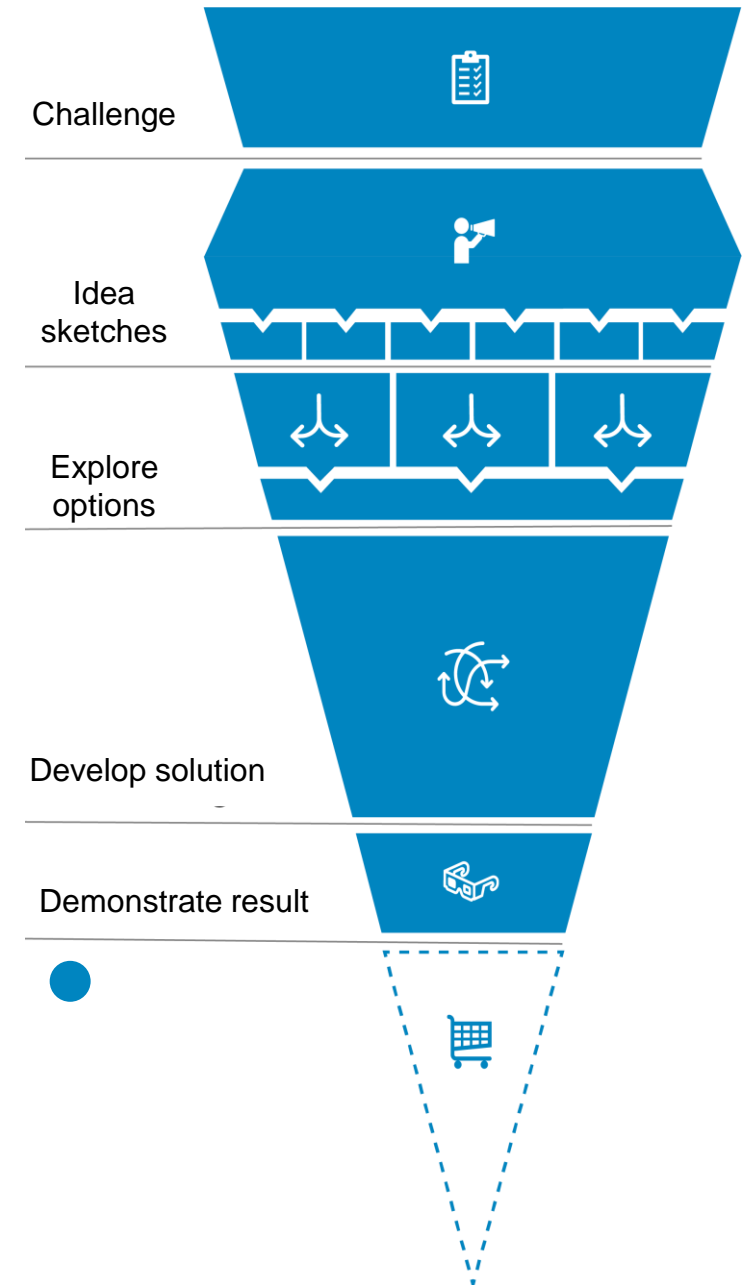 Challenge
Idea
sketches
Explore
options
Develop solution
Demonstrate result